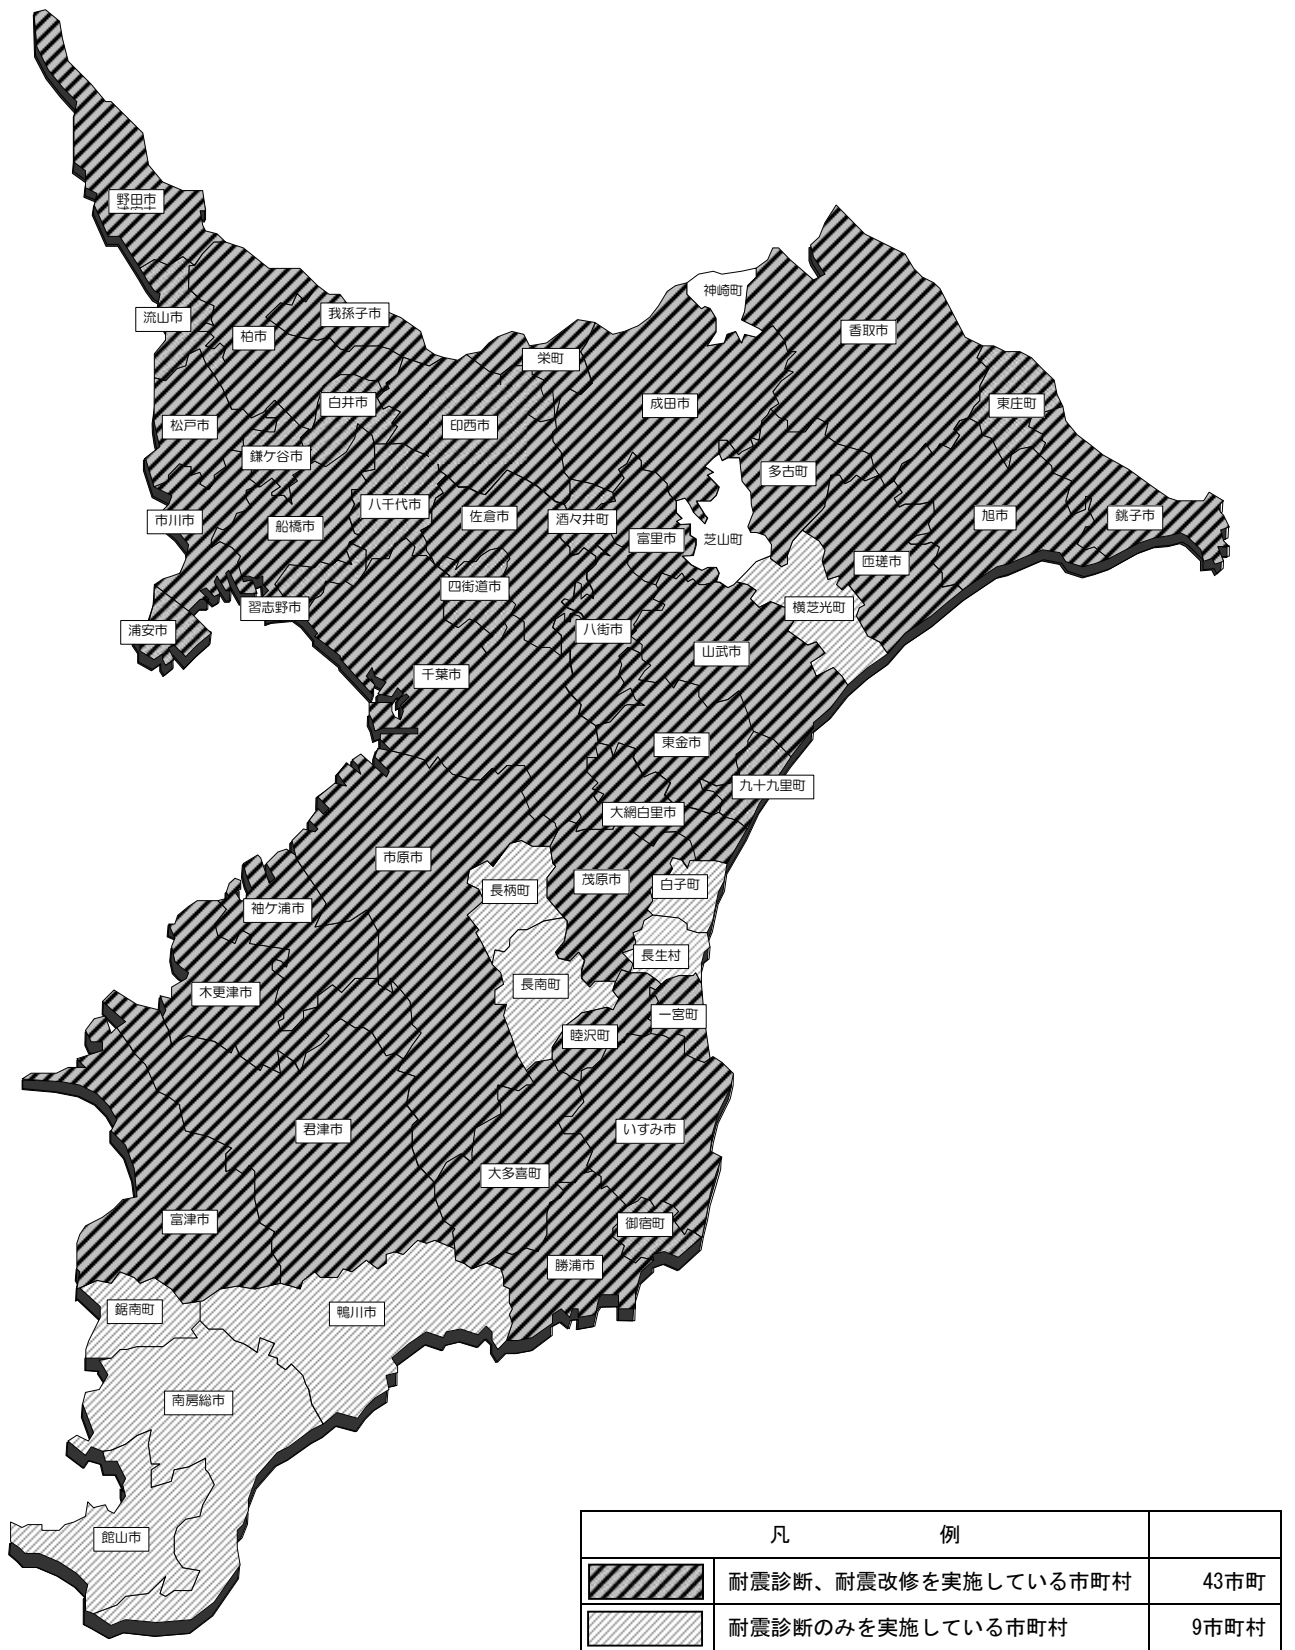 野田市
流山市
我孫子市
柏市
神崎町
香取市
栄町
白井市
成田市
東庄町
松戸市
印西市
鎌ケ谷市
多古町
市川市
船橋市
八千代市
佐倉市
酒々井町
富里市
芝山町
旭市
銚子市
匝瑳市
四街道市
習志野市
横芝光町
浦安市
八街市
山武市
千葉市
東金市
九十九里町
大網白里市
市原市
長柄町
茂原市
白子町
袖ケ浦市
長生村
木更津市
長南町
一宮町
睦沢町
君津市
いすみ市
大多喜町
富津市
御宿町
勝浦市
鋸南町
鴨川市
南房総市
館山市
凡 例
耐震診断、耐震改修を実施している市町村 43市町
耐震診断のみを実施している市町村 9市町村